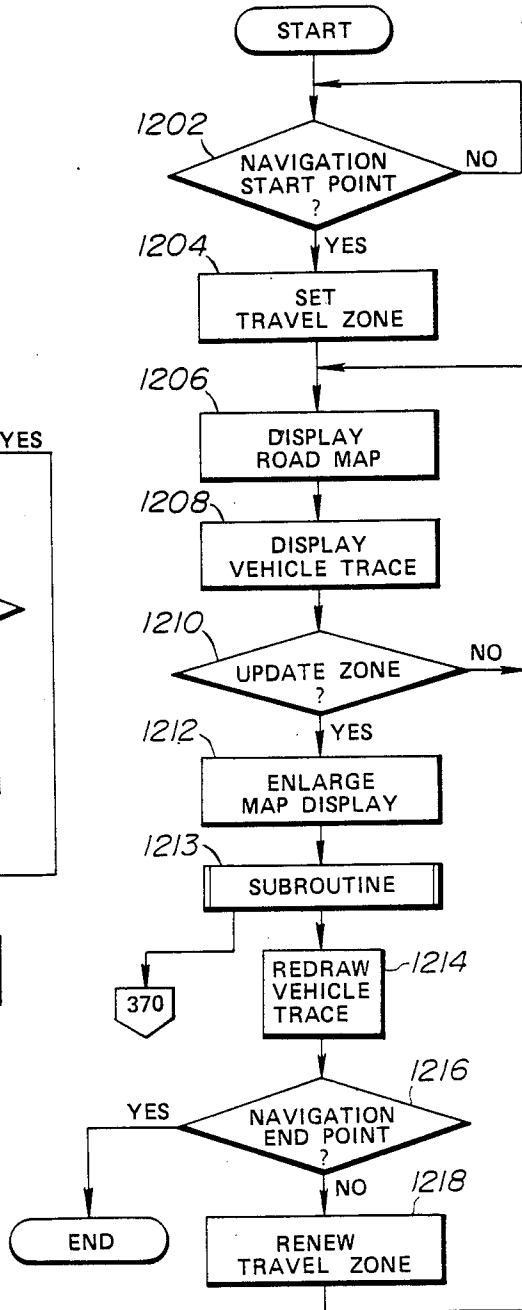 START
1202
NAVIGATION
START POINT
?
NO
YES
1204
SET
TRAVEL ZONE
1206
YES
DISPLAY
ROAD MAP
1208
DISPLAY
VEHICLE TRACE
1210
UPDATE ZONE
?
NO
YES
1212
ENLARGE
MAP DISPLAY
1213
SUBROUTINE
370
REDRAW
VEHICLE
TRACE
1214
1216
YES
NAVIGATION
END POINT
?
NO
1218
END
RENEW
TRAVEL ZONE